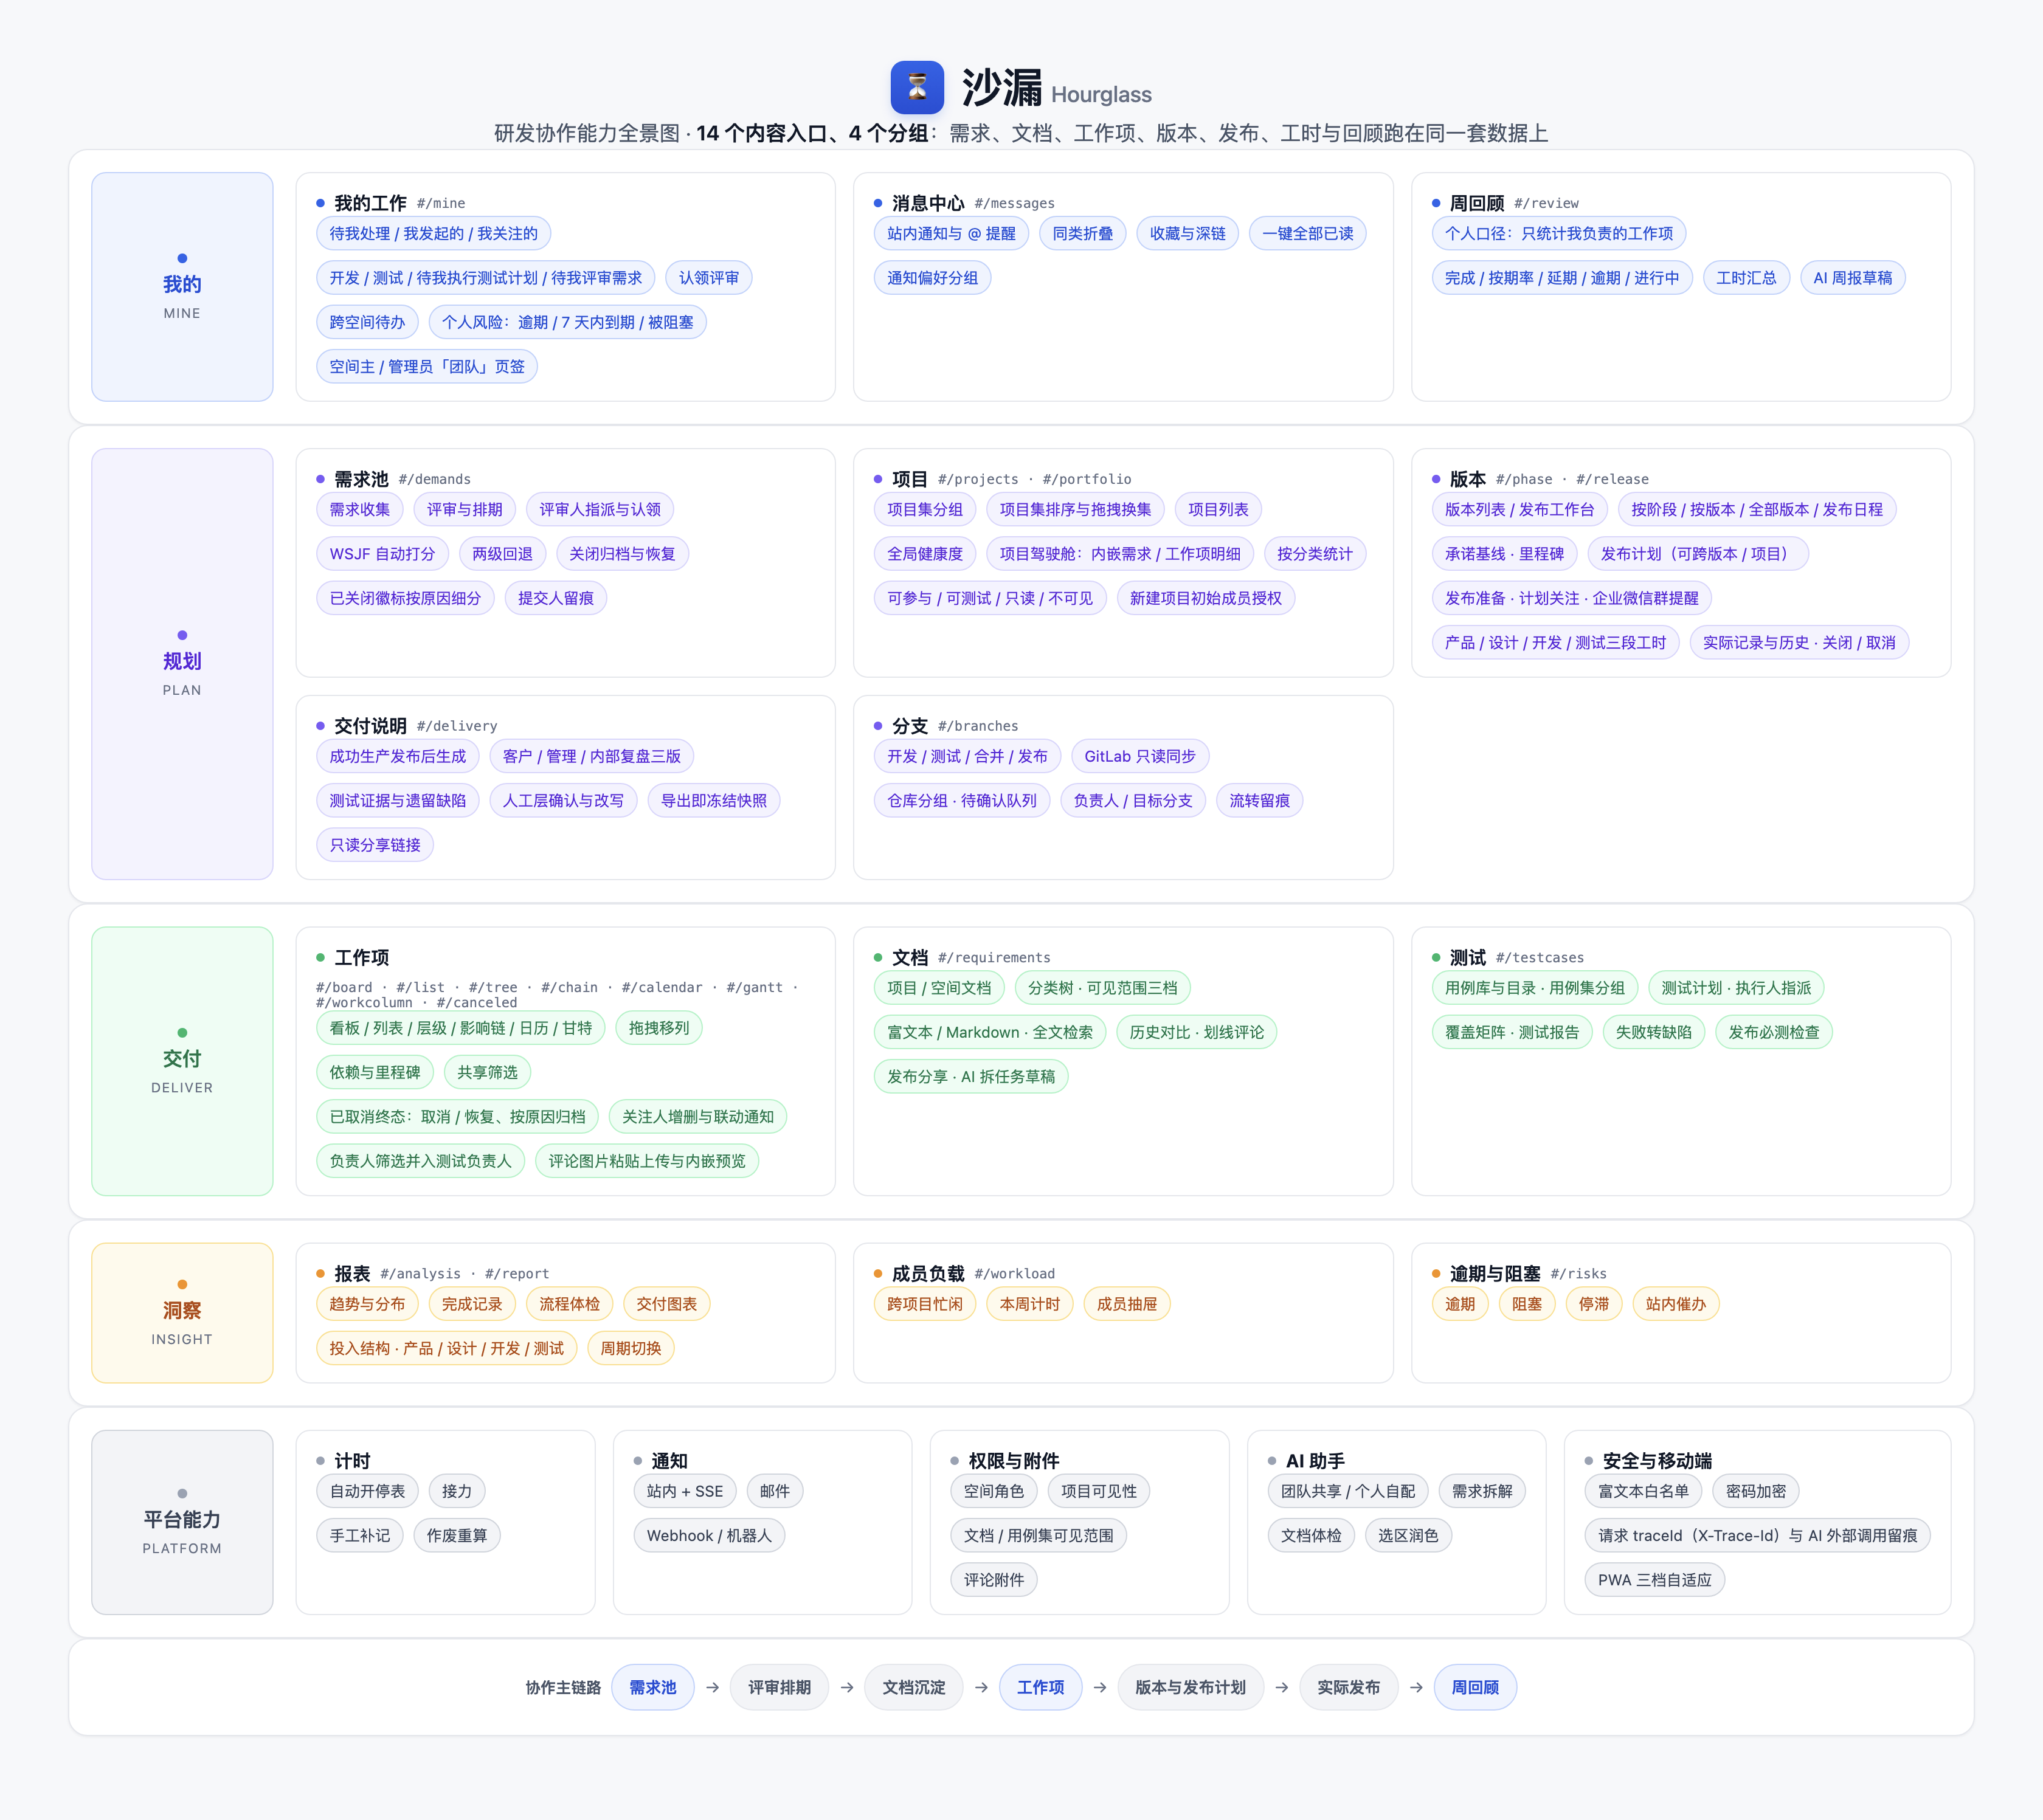 沙漏 Hourglass
研发协作能力全景图 · 14 个内容入口、4 个分组：需求、文档、工作项、版本、发布、工时与回顾跑在同一套数据上
我的
MINE
我的工作 #/mine
待我处理 / 我发起的 / 我关注的
开发 / 测试 / 待我执行测试计划 / 待我评审需求 认领评审
跨空间待办 个人风险：逾期 / 7 天内到期 / 被阻塞
空间主 / 管理员「团队」页签
消息中心 #/messages
站内通知与 @ 提醒 同类折叠 收藏与深链 一键全部已读
通知偏好分组
周回顾 #/review
个人口径：只统计我负责的工作项
完成 / 按期率 / 延期 / 逾期 / 进行中 工时汇总 AI 周报草稿
规划
PLAN
需求池 #/demands
需求收集 评审与排期 评审人指派与认领
WSJF 自动打分 两级回退 关闭归档与恢复
已关闭徽标按原因细分 提交人留痕
项目 #/projects · #/portfolio
项目集分组 项目集排序与拖拽换集 项目列表
全局健康度 项目驾驶舱：内嵌需求 / 工作项明细 按分类统计
可参与 / 可测试 / 只读 / 不可见 新建项目初始成员授权
版本 #/phase · #/release
版本列表 / 发布工作台 按阶段 / 按版本 / 全部版本 / 发布日程
承诺基线 · 里程碑 发布计划（可跨版本 / 项目）
发布准备 · 计划关注 · 企业微信群提醒
产品 / 设计 / 开发 / 测试三段工时 实际记录与历史 · 关闭 / 取消
交付说明 #/delivery
成功生产发布后生成 客户 / 管理 / 内部复盘三版
测试证据与遗留缺陷 人工层确认与改写 导出即冻结快照
只读分享链接
分支 #/branches
开发 / 测试 / 合并 / 发布 GitLab 只读同步
仓库分组 · 待确认队列 负责人 / 目标分支 流转留痕
交付
DELIVER
工作项
#/board · #/list · #/tree · #/chain · #/calendar · #/gantt ·
#/workcolumn · #/canceled
看板 / 列表 / 层级 / 影响链 / 日历 / 甘特 拖拽移列
依赖与里程碑 共享筛选
已取消终态：取消 / 恢复、按原因归档 关注人增删与联动通知
负责人筛选并入测试负责人 评论图片粘贴上传与内嵌预览
文档 #/requirements
项目 / 空间文档 分类树 · 可见范围三档
富文本 / Markdown · 全文检索 历史对比 · 划线评论
发布分享 · AI 拆任务草稿
测试 #/testcases
用例库与目录 · 用例集分组 测试计划 · 执行人指派
覆盖矩阵 · 测试报告 失败转缺陷 发布必测检查
洞察
INSIGHT
报表 #/analysis · #/report
趋势与分布 完成记录 流程体检 交付图表
投入结构 · 产品 / 设计 / 开发 / 测试 周期切换
成员负载 #/workload
跨项目忙闲 本周计时 成员抽屉
逾期与阻塞 #/risks
逾期 阻塞 停滞 站内催办
平台能力
PLATFORM
计时
自动开停表 接力
手工补记 作废重算
通知
站内 + SSE 邮件
Webhook / 机器人
权限与附件
空间角色 项目可见性
文档 / 用例集可见范围
评论附件
AI 助手
团队共享 / 个人自配 需求拆解
文档体检 选区润色
安全与移动端
富文本白名单 密码加密
请求 traceId（X-Trace-Id）与 AI 外部调用留痕
PWA 三档自适应
协作主链路 需求池 → 评审排期 → 文档沉淀 → 工作项 → 版本与发布计划 → 实际发布 → 周回顾